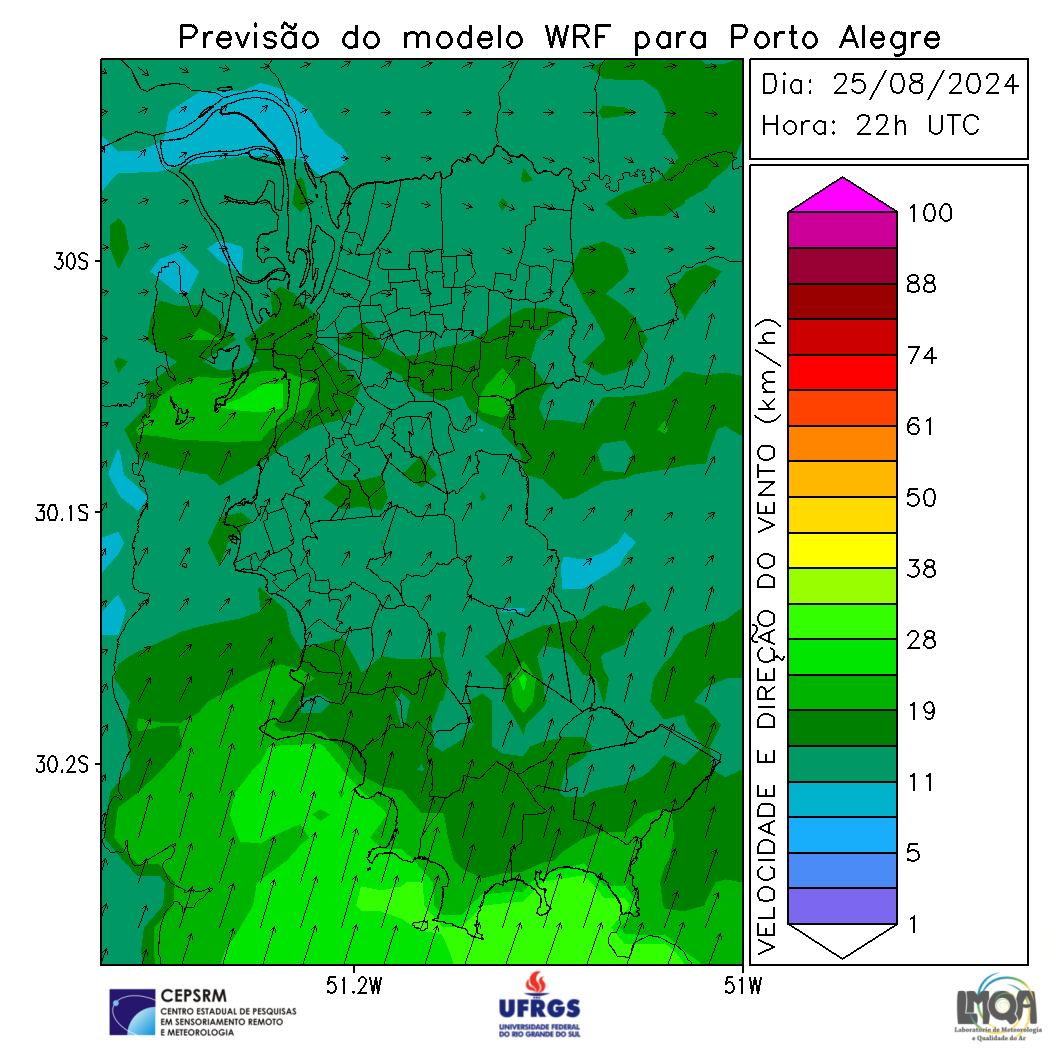 Previsão do modelo WRF para Porto Alegre
Dia: 25/08/2024
Hora: 22h UTC
30S
30.1S
30.2S
51.2W
51W
VELOCIDADE E DIREÇÃO DO VENTO (km/h)
100
88
74
61
50
38
28
19
11
5
1
CEPSRM
CENTRO ESTADUAL DE PESQUISAS
EM SENSORIAMENTO REMOTO
E METEOROLOGIA
UFRGS
UNIVERSIDADE FEDERAL
DO RIO GRANDE DO SUL
LMQA
Laboratório de Meteorologia
e Qualidade do Ar